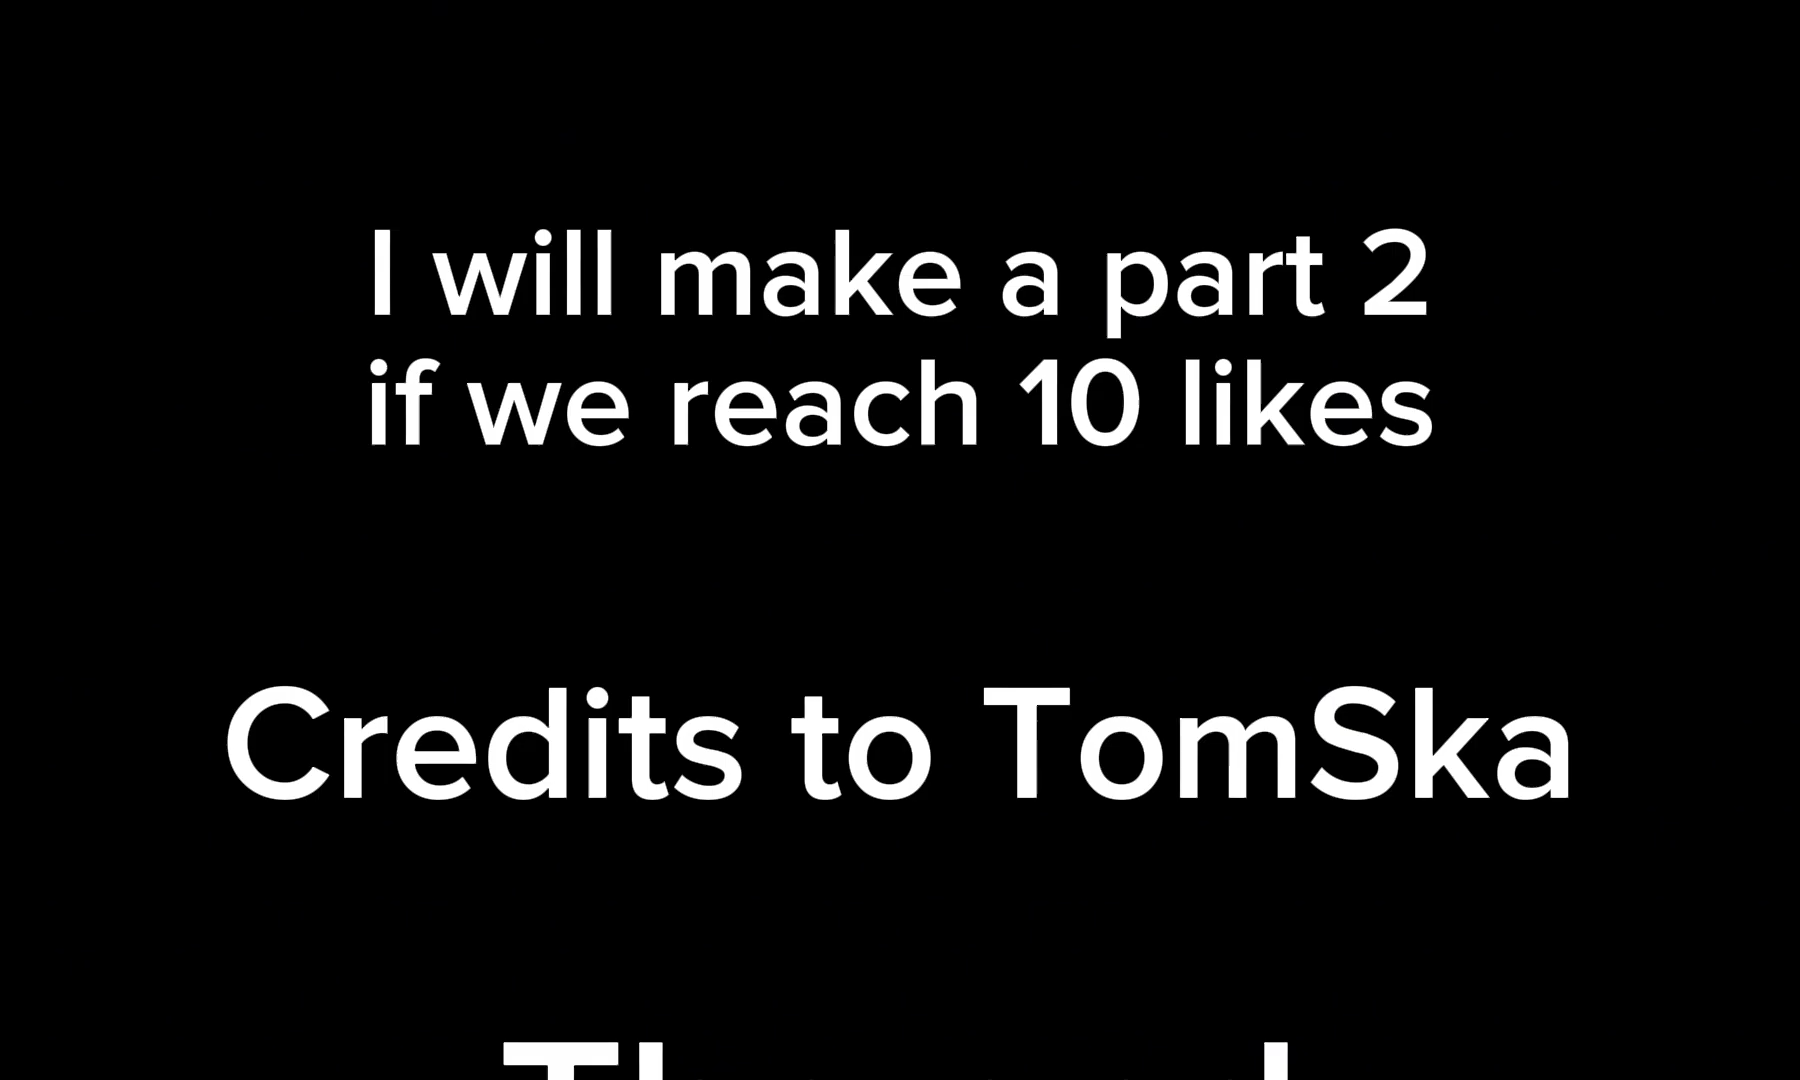 I will make a part 2
if we reach 10 likes
Credits to TomSka